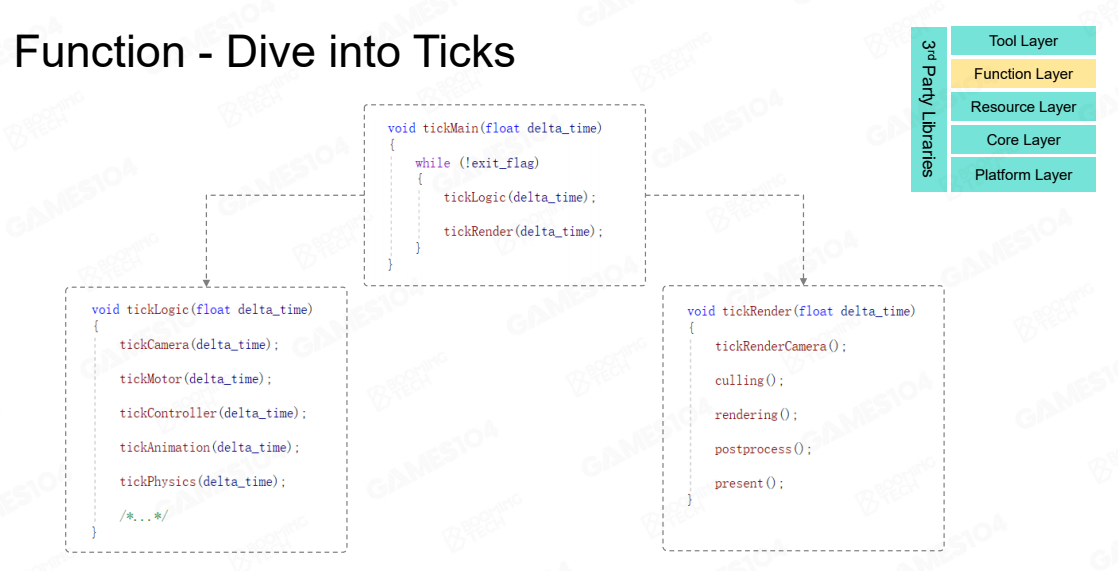 Function - Dive into Ticks
3rd Party Libraries
Tool Layer
Function Layer
Resource Layer
Core Layer
Platform Layer
void tickMain(float delta_time)
{
while (!exit_flag)
{
tickLogic(delta_time);
tickRender(delta_time);
}
}
void tickLogic(float delta_time)
{
tickCamera(delta_time);
tickMotor(delta_time);
tickController(delta_time);
tickAnimation(delta_time);
tickPhysics(delta_time);
/*...*/
}
void tickRender(float delta_time)
{
tickRenderCamera();
culling();
rendering();
postprocess();
present();
}
GAMES104
BOOMING
TECH